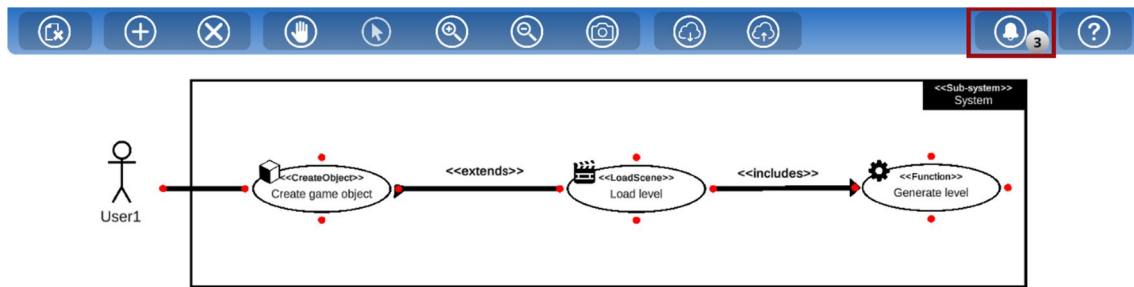 3
?
<<Sub-system>>
System
<<CreateObject>>
Create game object
<<extends>>
<<LoadScene>>
Load level
<<includes>>
<<Function>>
Generate level
User1